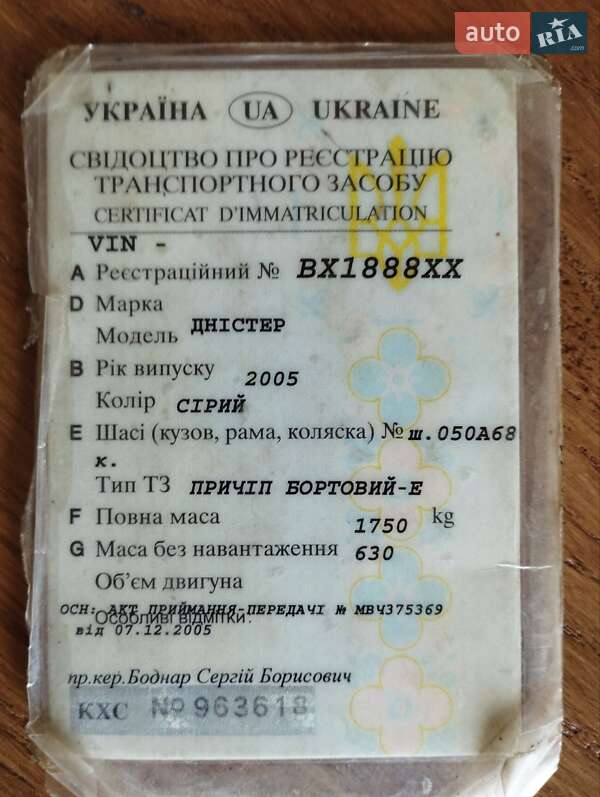 auto RIA .com
УКРАЇНА UA UKRAINE
СВІДОЦТВО ПРО РЕЄСТРАЦІЮ
ТРАНСПОРТНОГО ЗАСОБУ
CERTIFICAT D'IMMATRICULATION
VIN -
A Реєстраційний № ВХ1888ХХ
D Марка
Модель ДНІСТЕР
B Рік випуску 2005
Колір СІРИЙ
E Шасі (кузов, рама, коляска) № ш.050А68
к.
Тип ТЗ ПРИЧІП БОРТОВИЙ-Е
F Повна маса 1750 kg
G Маса без навантаження 630
Об'єм двигуна
ОСН: АКТ ПРИЙМАННЯ-ПЕРЕДАЧІ № МВЧ375369
Особливі відмітки:
від 07.12.2005
пр.кер.Боднар Сергій Борисович
КХС № 963618